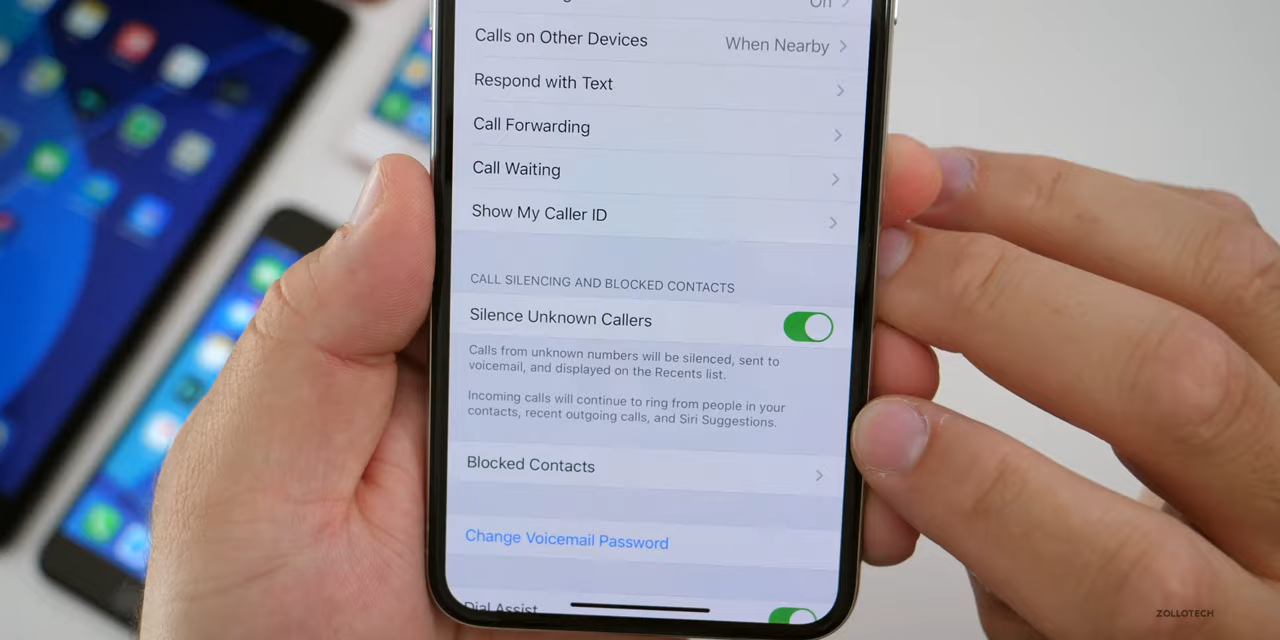 On
Calls on Other Devices When Nearby
Respond with Text
Call Forwarding
Call Waiting
Show My Caller ID
CALL SILENCING AND BLOCKED CONTACTS
Silence Unknown Callers
Calls from unknown numbers will be silenced, sent to
voicemail, and displayed on the Recents list.
Incoming calls will continue to ring from people in your
contacts, recent outgoing calls, and Siri Suggestions.
Blocked Contacts
Change Voicemail Password
Dial Assist
ZOLLOTECH